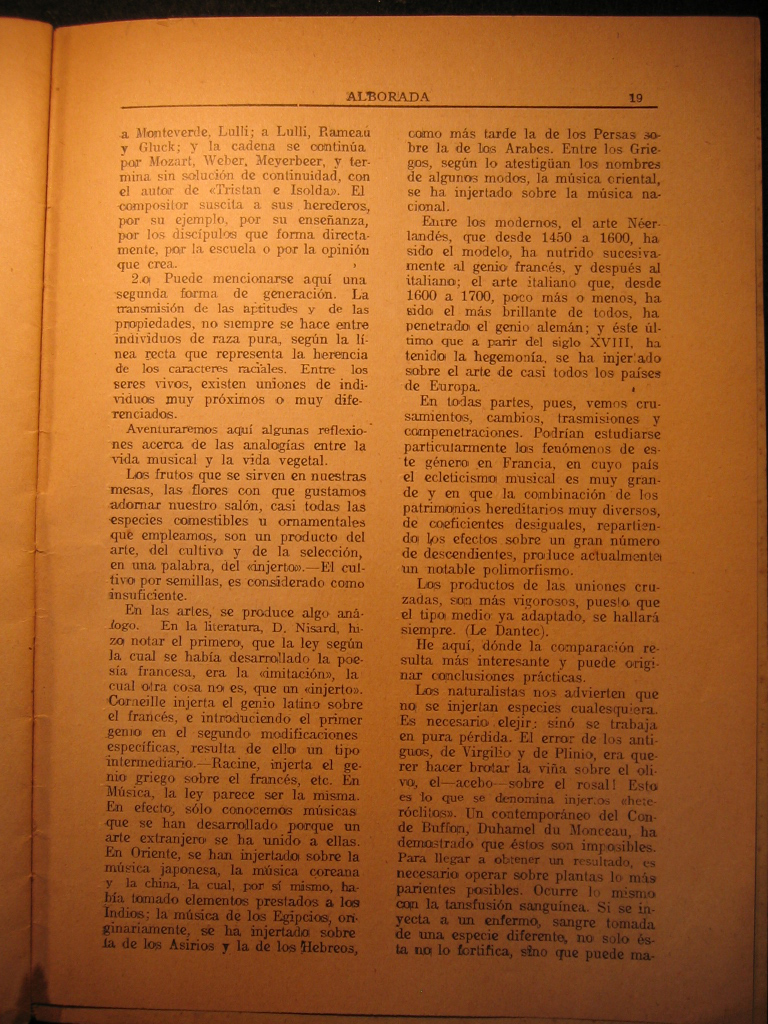 ALBORADA 19
a Monteverde, Lulli; a Lulli, Rameau
y Gluck; y la cadena se continúa
por Mozart, Weber, Meyerbeer, y ter-
mina sin solución de continuidad, con
el autor de «Tristan e Isolda». El
compositor suscita a sus herederos,
por su ejemplo, por su enseñanza,
por los discípulos que forma directa-
mente, por la escuela o por la opinión
que crea.
2.o Puede mencionarse aquí una
segunda forma de generación. La
transmisión de las aptitudes y de las
propiedades, no siempre se hace entre
individuos de raza pura, según la lí-
nea recta que representa la herencia
de los caracteres raciales. Entre los
seres vivos, existen uniones de indi-
viduos muy próximos o muy dife-
renciados.
Aventuraremos aquí algunas reflexio-
nes acerca de las analogías entre la
vida musical y la vida vegetal.
Los frutos que se sirven en nuestras
mesas, las flores con que gustamos
adornar nuestro salón, casi todas las
especies comestibles u ornamentales
que empleamos, son un producto del
arte, del cultivo y de la selección,
en una palabra, del «injerto».—El cul-
tivo por semillas, es considerado como
insuficiente.
En las artes, se produce algo aná-
logo. En la literatura, D. Nisard, hi-
zo notar el primero, que la ley según
la cual se había desarrollado la poe-
sía francesa, era la «imitación», la
cual otra cosa no es, que un «injerto».
Corneille injerta el genio latino sobre
el francés, e introduciendo el primer
genio en el segundo modificaciones
específicas, resulta de ello un tipo
intermediario.—Racine, injerta el ge-
nio griego sobre el francés, etc. En
Música, la ley parece ser la misma.
En efecto, sólo conocemos músicas
que se han desarrollado porque un
arte extranjero se ha unido a ellas.
En Oriente, se han injertado sobre la
música japonesa, la música coreana
y la china, la cual, por sí mismo, ha-
bía tomado elementos prestados a los
Indios; la música de los Egipcios, ori-
ginariamente, se ha injertado sobre
la de los Asirios y la de los Hebreos,
como más tarde la de los Persas so-
bre la de los Arabes. Entre los Grie-
gos, según lo atestigüan los nombres
de algunos modos, la música oriental,
se ha injertado sobre la música na-
cional.
Entre los modernos, el arte Néer-
landés, que desde 1450 a 1600, ha
sido el modelo, ha nutrido sucesiva-
mente al genio francés, y después al
italiano; el arte italiano que, desde
1600 a 1700, poco más o menos, ha
sido el más brillante de todos, ha
penetrado el genio alemán; y éste úl-
timo que a parir del siglo XVIII, ha
tenido la hegemonía, se ha injertado
sobre el arte de casi todos los países
de Europa.
En todas partes, pues, vemos cru-
samientos, cambios, trasmisiones y
compenetraciones. Podrían estudiarse
particularmente los fenómenos de es-
te género en Francia, en cuyo país
el ecleticismo musical es muy gran-
de y en que la combinación de los
patrimonios hereditarios muy diversos,
de coeficientes desiguales, repartien-
do los efectos sobre un gran número
de descendientes, produce actualmente
un notable polimorfismo.
Los productos de las uniones cru-
zadas, son más vigorosos, puesto que
el tipo medio ya adaptado, se hallará
siempre. (Le Dantec).
He aquí, dónde la comparación re-
sulta más interesante y puede origi-
nar conclusiones prácticas.
Los naturalistas nos advierten que
no se injertan especies cualesquiera.
Es necesario elejir; sinó se trabaja
en pura pérdida. El error de los anti-
guos, de Virgilio y de Plinio, era que-
rer hacer brotar la viña sobre el oli-
vo, el—acebo—sobre el rosal! Esto
es lo que se denomina injertos «hete-
róclitos». Un contemporáneo del Con-
de Buffon, Duhamel du Monceau, ha
demostrado que éstos son imposibles.
Para llegar a obtener un resultado, es
necesario operar sobre plantas lo más
parientes posibles. Ocurre lo mismo
con la tansfusión sanguínea. Si se in-
yecta a un enfermo, sangre tomada
de una especie diferente, no solo és-
ta no lo fortifica, sino que puede ma-